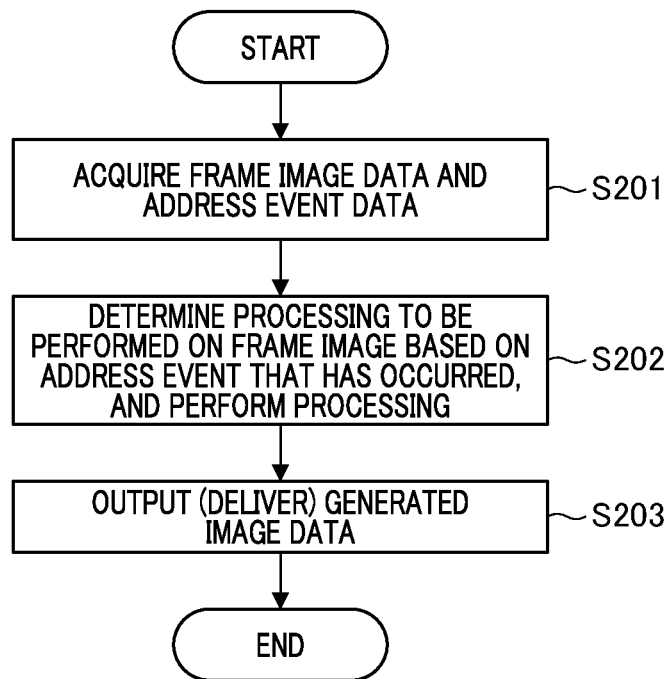 START
ACQUIRE FRAME IMAGE DATA AND
ADDRESS EVENT DATA
S201
DETERMINE PROCESSING TO BE
PERFORMED ON FRAME IMAGE BASED ON
ADDRESS EVENT THAT HAS OCCURRED,
AND PERFORM PROCESSING
S202
OUTPUT (DELIVER) GENERATED
IMAGE DATA
S203
END